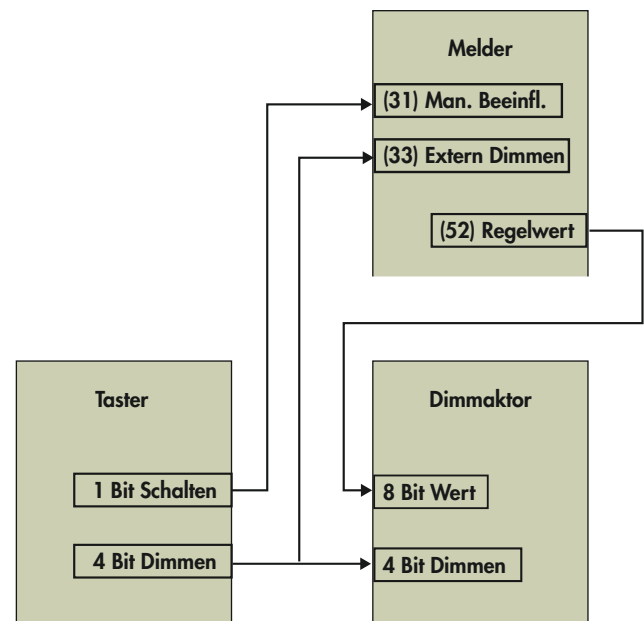 Melder
(31) Man. Beeinfl.
(33) Extern Dimmen
(52) Regelwert
Taster
1 Bit Schalten
4 Bit Dimmen
Dimmaktor
8 Bit Wert
4 Bit Dimmen